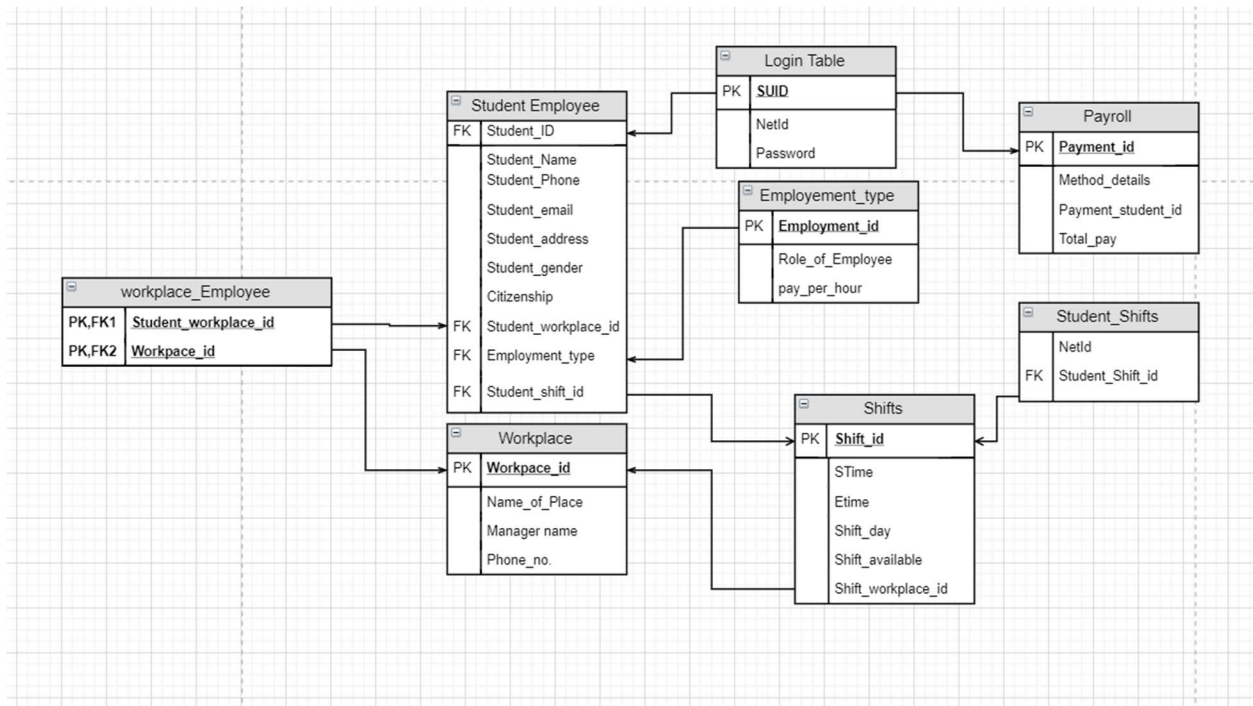 Login Table
PK SUID
NetId
Password
Student Employee
FK Student_ID
Student_Name
Student_Phone
Student_email
Student_address
Student_gender
Citizenship
FK Student_workplace_id
FK Employment_type
FK Student_shift_id
Payroll
PK Payment_id
Method_details
Payment_student_id
Total_pay
Employement_type
PK Employment_id
Role_of_Employee
pay_per_hour
workplace_Employee
PK,FK1 Student_workplace_id
PK,FK2 Workpace_id
Student_Shifts
NetId
FK Student_Shift_id
Shifts
PK Shift_id
STime
Etime
Shift_day
Shift_available
Shift_workplace_id
Workplace
PK Workpace_id
Name_of_Place
Manager name
Phone_no.